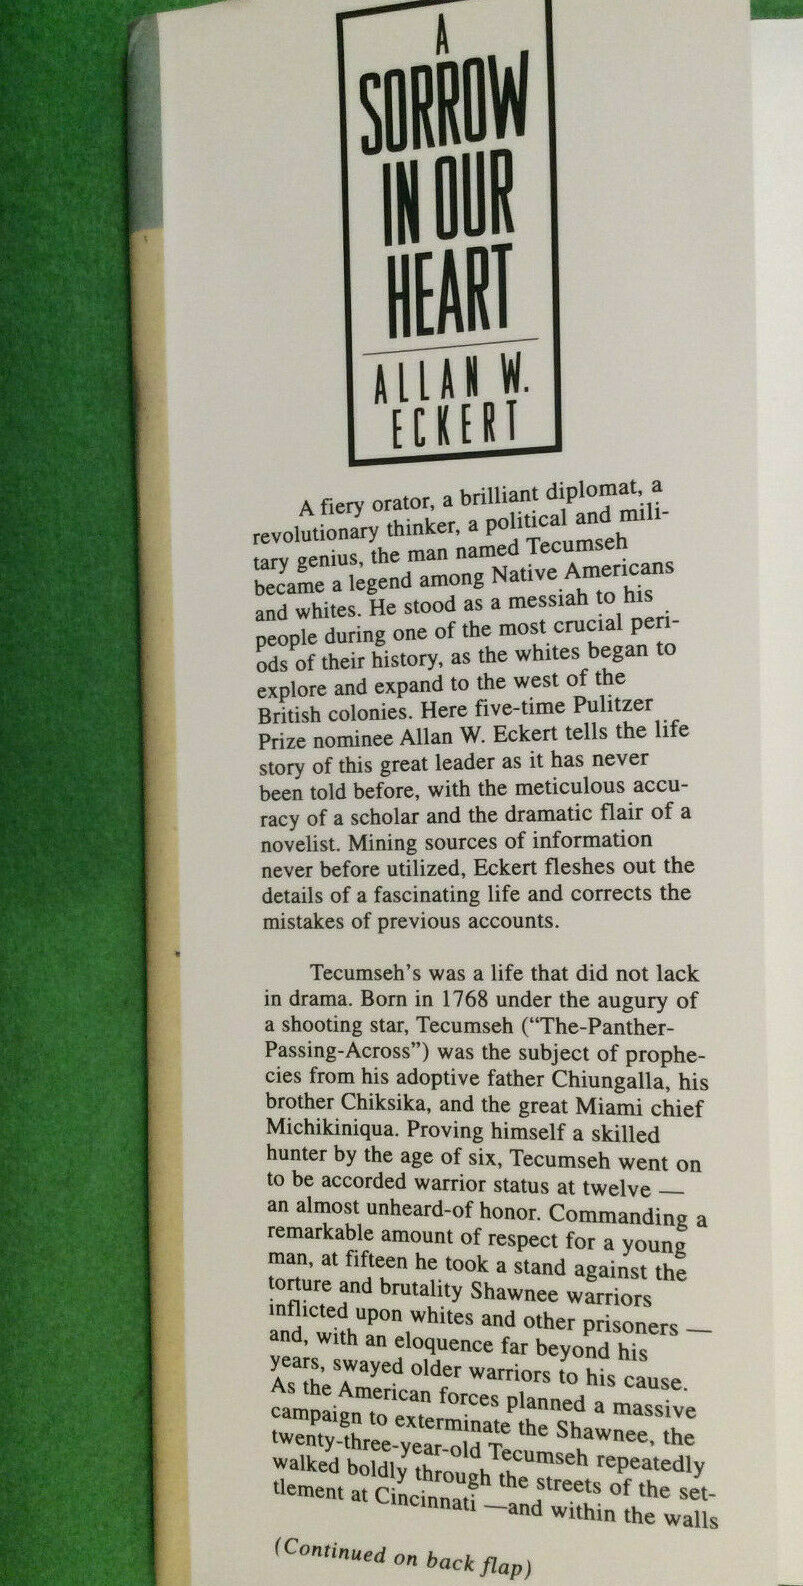 A
SORROW
IN OUR
HEART
ALLAN W.
ECKERT
A fiery orator, a brilliant diplomat, a
revolutionary thinker, a political and mili-
tary genius, the man named Tecumseh
became a legend among Native Americans
and whites. He stood as a messiah to his
people during one of the most crucial peri-
ods of their history, as the whites began to
explore and expand to the west of the
British colonies. Here five-time Pulitzer
Prize nominee Allan W. Eckert tells the life
story of this great leader as it has never
been told before, with the meticulous accu-
racy of a scholar and the dramatic flair of a
novelist. Mining sources of information
never before utilized, Eckert fleshes out the
details of a fascinating life and corrects the
mistakes of previous accounts.
Tecumseh's was a life that did not lack
in drama. Born in 1768 under the augury of
a shooting star, Tecumseh (“The-Panther-
Passing-Across”) was the subject of prophe-
cies from his adoptive father Chiungalla, his
brother Chiksika, and the great Miami chief
Michikiniqua. Proving himself a skilled
hunter by the age of six, Tecumseh went on
to be accorded warrior status at twelve —
an almost unheard-of honor. Commanding a
remarkable amount of respect for a young
man, at fifteen he took a stand against the
torture and brutality Shawnee warriors
inflicted upon whites and other prisoners —
and, with an eloquence far beyond his
years, swayed older warriors to his cause.
As the American forces planned a massive
campaign to exterminate the Shawnee, the
twenty-three-year-old Tecumseh repeatedly
walked boldly through the streets of the set-
tlement at Cincinnati —and within the walls
(Continued on back flap)